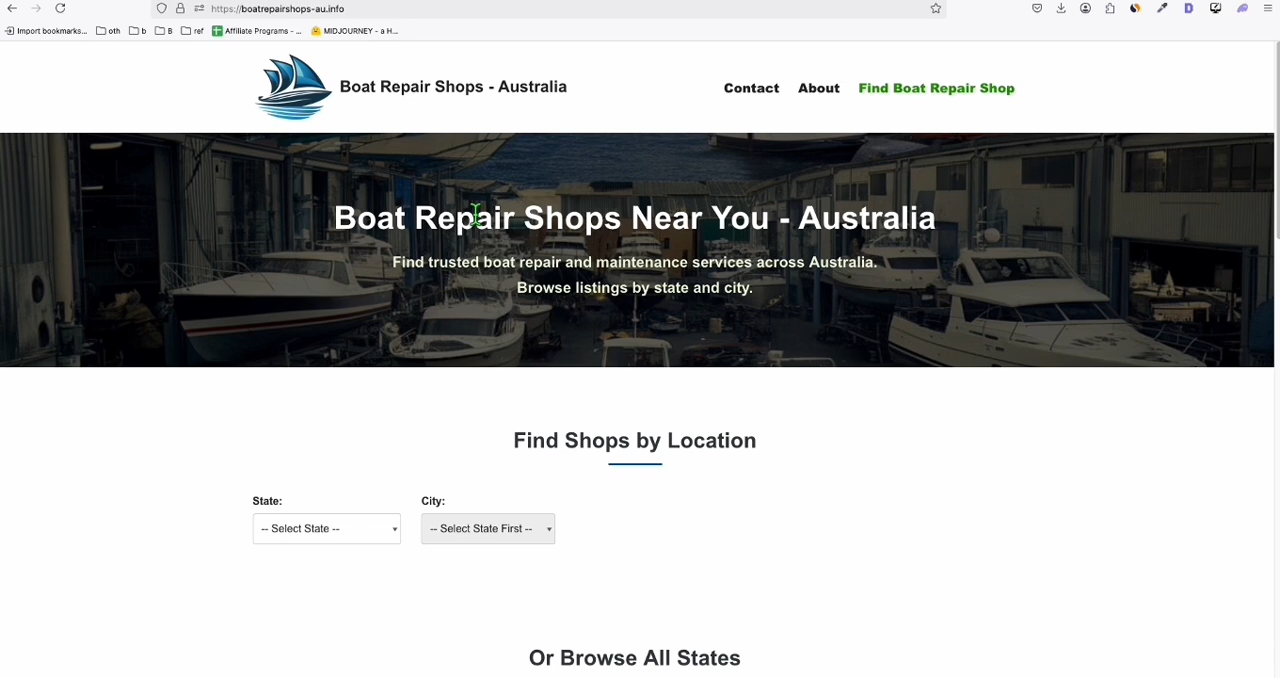 https://boatrepairshops-au.info
Import bookmarks... oth b B ref Affiliate Programs - ... MIDJOURNEY - a H...
Boat Repair Shops - Australia Contact About Find Boat Repair Shop
Boat Repair Shops Near You - Australia
Find trusted boat repair and maintenance services across Australia.
Browse listings by state and city.
Find Shops by Location
State: City:
-- Select State -- -- Select State First --
Or Browse All States